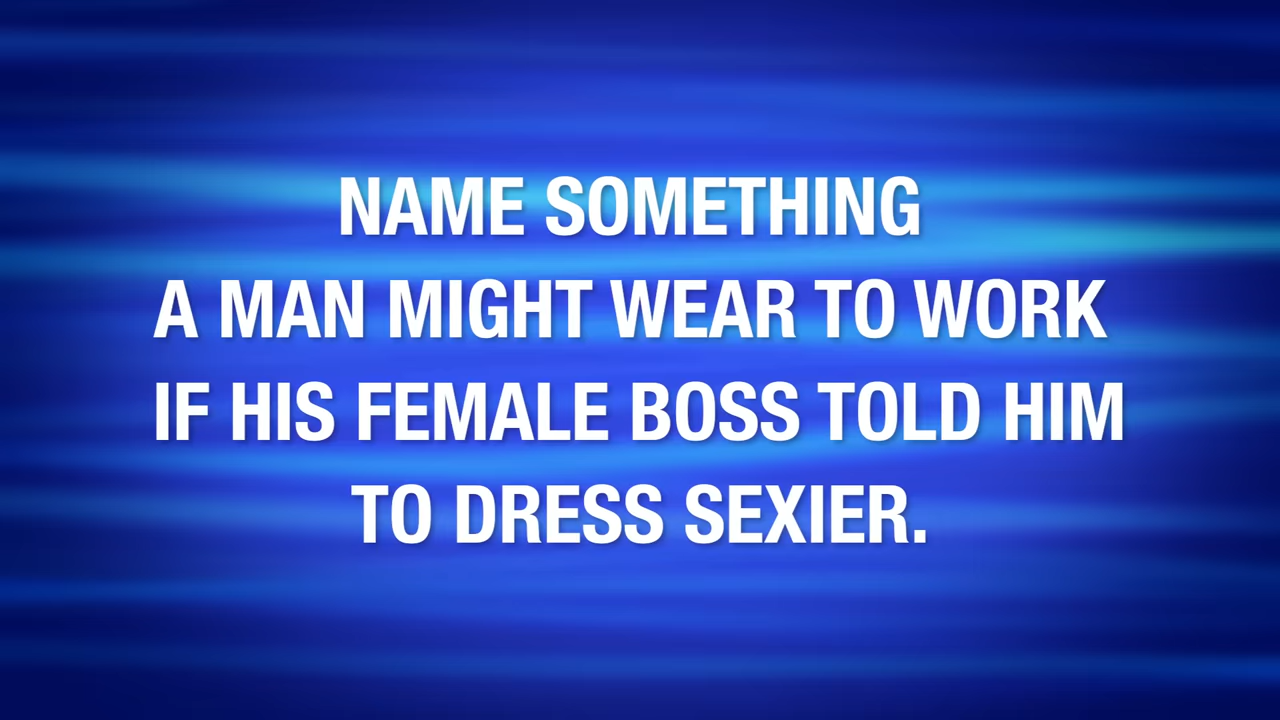 NAME SOMETHING
A MAN MIGHT WEAR TO WORK
IF HIS FEMALE BOSS TOLD HIM
TO DRESS SEXIER.